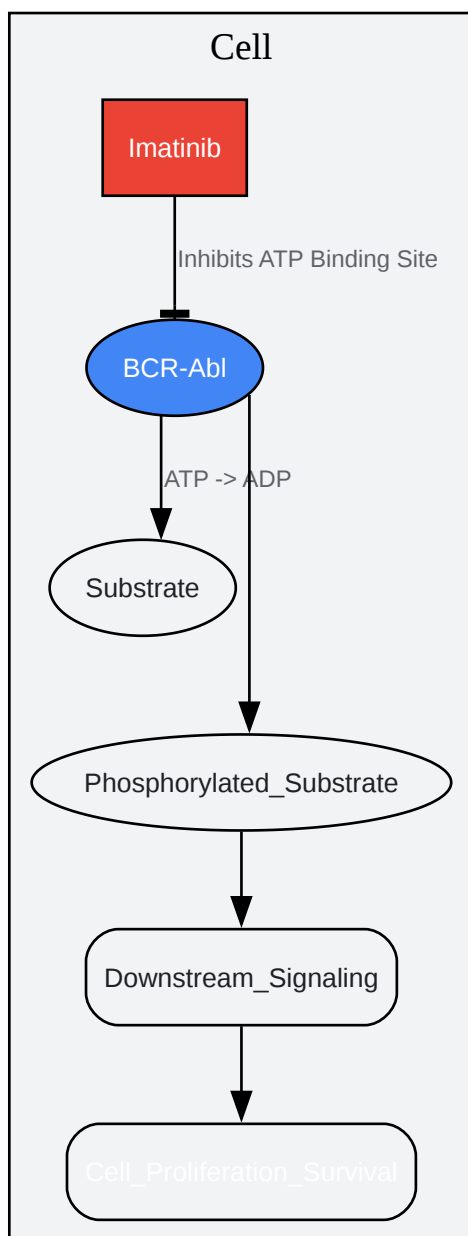 Cell
Imatinib
Inhibits ATP Binding Site
BCR-Abl
ATP -> ADP
Substrate
Phosphorylated_Substrate
Downstream_Signaling
Cell_Proliferation_Survival